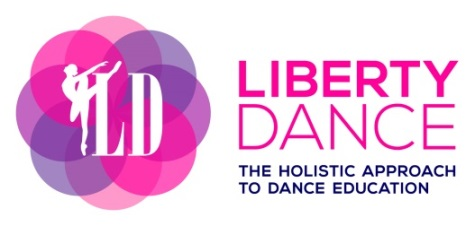 LD
LIBERTY
DANCE
THE HOLISTIC APPROACH
TO DANCE EDUCATION